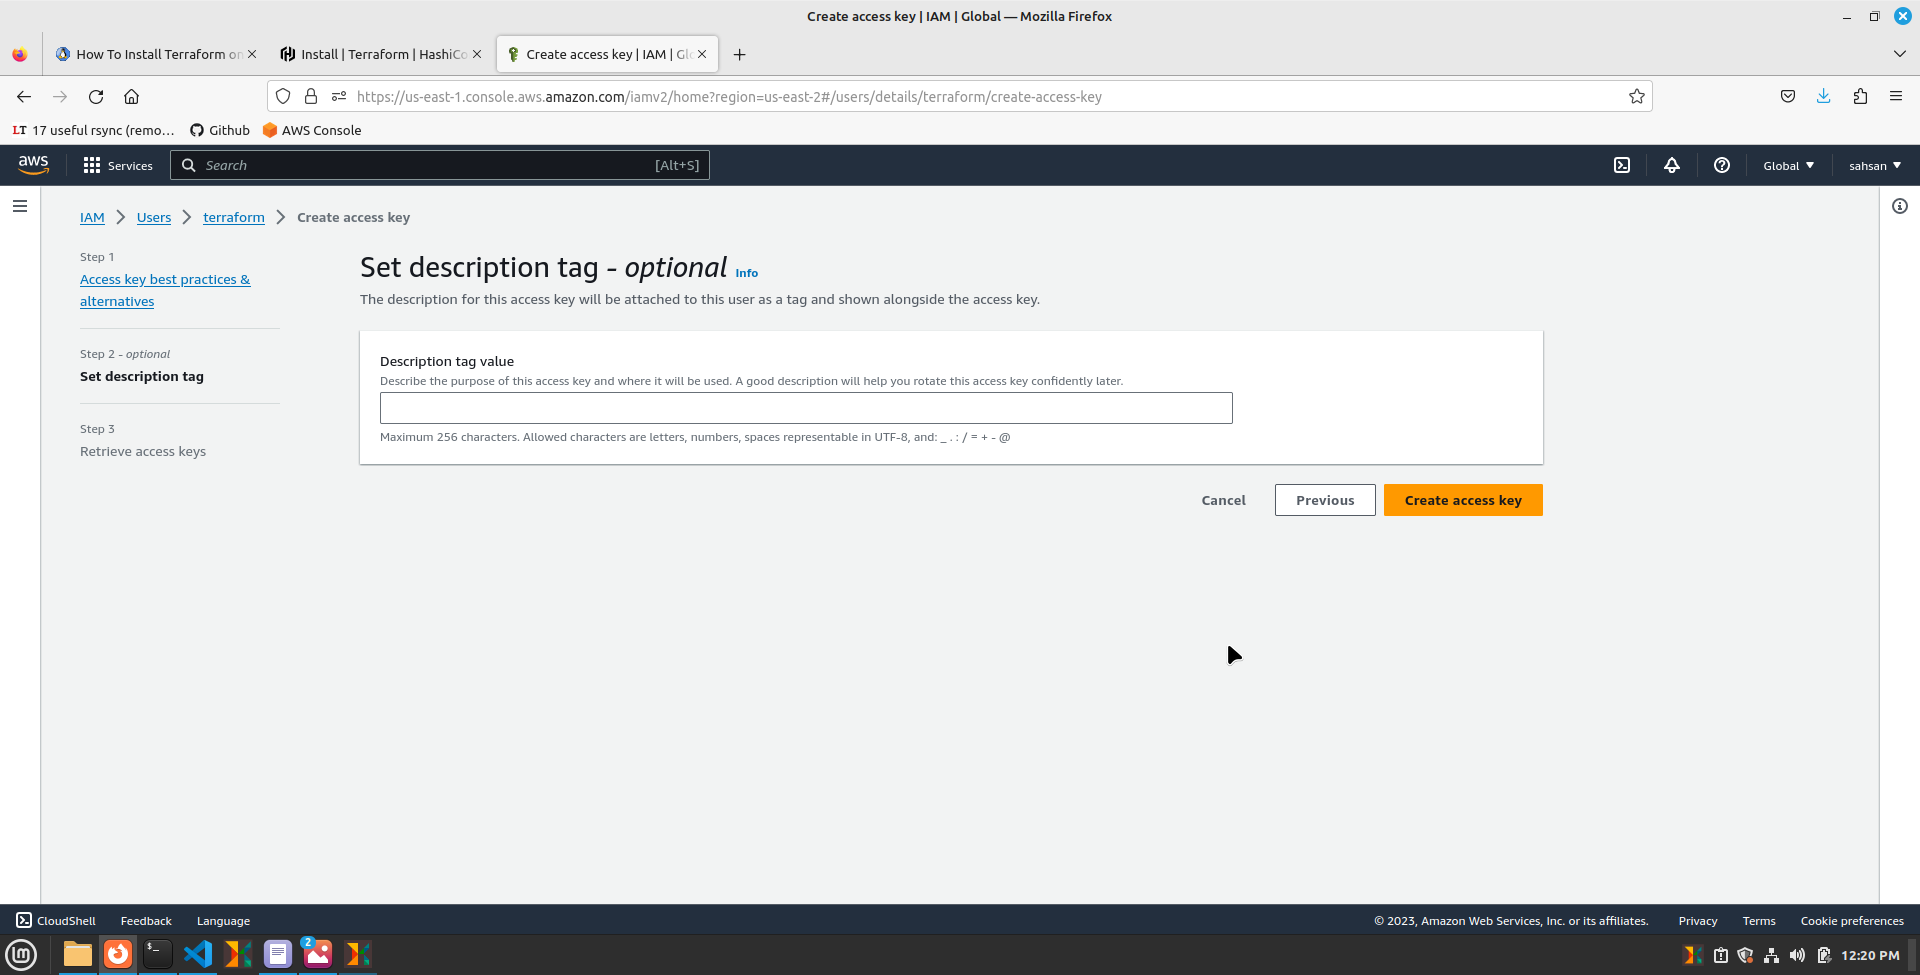 Create access key | IAM | Global — Mozilla Firefox
How To Install Terraform on
Install | Terraform | HashiCo
Create access key | IAM | Glo
https://us-east-1.console.aws.amazon.com/iamv2/home?region=us-east-2#/users/details/terraform/create-access-key
LT 17 useful rsync (remo…
Github
AWS Console
aws
Services
Search
[Alt+S]
Global
sahsan
IAM
Users
terraform
Create access key
Step 1
Access key best practices &
alternatives
Step 2 - optional
Set description tag
Step 3
Retrieve access keys
Set description tag - optional Info
The description for this access key will be attached to this user as a tag and shown alongside the access key.
Description tag value
Describe the purpose of this access key and where it will be used. A good description will help you rotate this access key confidently later.
Maximum 256 characters. Allowed characters are letters, numbers, spaces representable in UTF-8, and: _ . : / = + - @
Cancel
Previous
Create access key
CloudShell
Feedback
Language
© 2023, Amazon Web Services, Inc. or its affiliates.
Privacy
Terms
Cookie preferences
2
12:20 PM